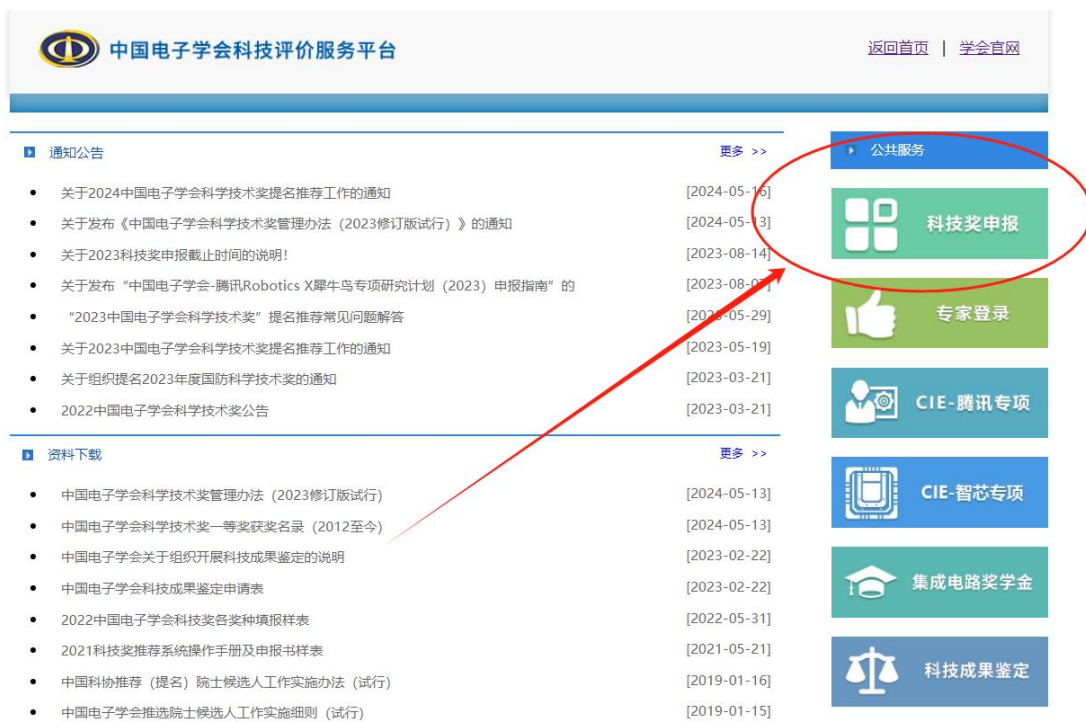 中国电子学会科技评价服务平台
返回首页 | 学会官网
通知公告 更多 >>
关于2024中国电子学会科学技术奖提名推荐工作的通知 [2024-05-16]
关于发布《中国电子学会科学技术奖管理办法（2023修订版试行）》的通知 [2024-05-13]
关于2023科技奖申报截止时间的说明！ [2023-08-14]
关于发布“中国电子学会-腾讯Robotics X犀牛鸟专项研究计划（2023）申报指南”的 [2023-08-07]
“2023中国电子学会科学技术奖”提名推荐常见问题解答 [2023-05-29]
关于2023中国电子学会科学技术奖提名推荐工作的通知 [2023-05-19]
关于组织提名2023年度国防科学技术奖的通知 [2023-03-21]
2022中国电子学会科学技术奖公告 [2023-03-21]
资料下载 更多 >>
中国电子学会科学技术奖管理办法（2023修订版试行） [2024-05-13]
中国电子学会科学技术奖一等奖获奖名录（2012至今） [2024-05-13]
中国电子学会关于组织开展科技成果鉴定的说明 [2023-02-22]
中国电子学会科技成果鉴定申请表 [2023-02-22]
2022中国电子学会科技奖各奖种填报样表 [2022-05-31]
2021科技奖推荐系统操作手册及申报书样表 [2021-05-21]
中国科协推荐（提名）院士候选人工作实施办法（试行） [2019-01-16]
中国电子学会推选院士候选人工作实施细则（试行） [2019-01-15]
公共服务
科技奖申报
专家登录
CIE-腾讯专项
CIE-智芯专项
集成电路奖学金
科技成果鉴定